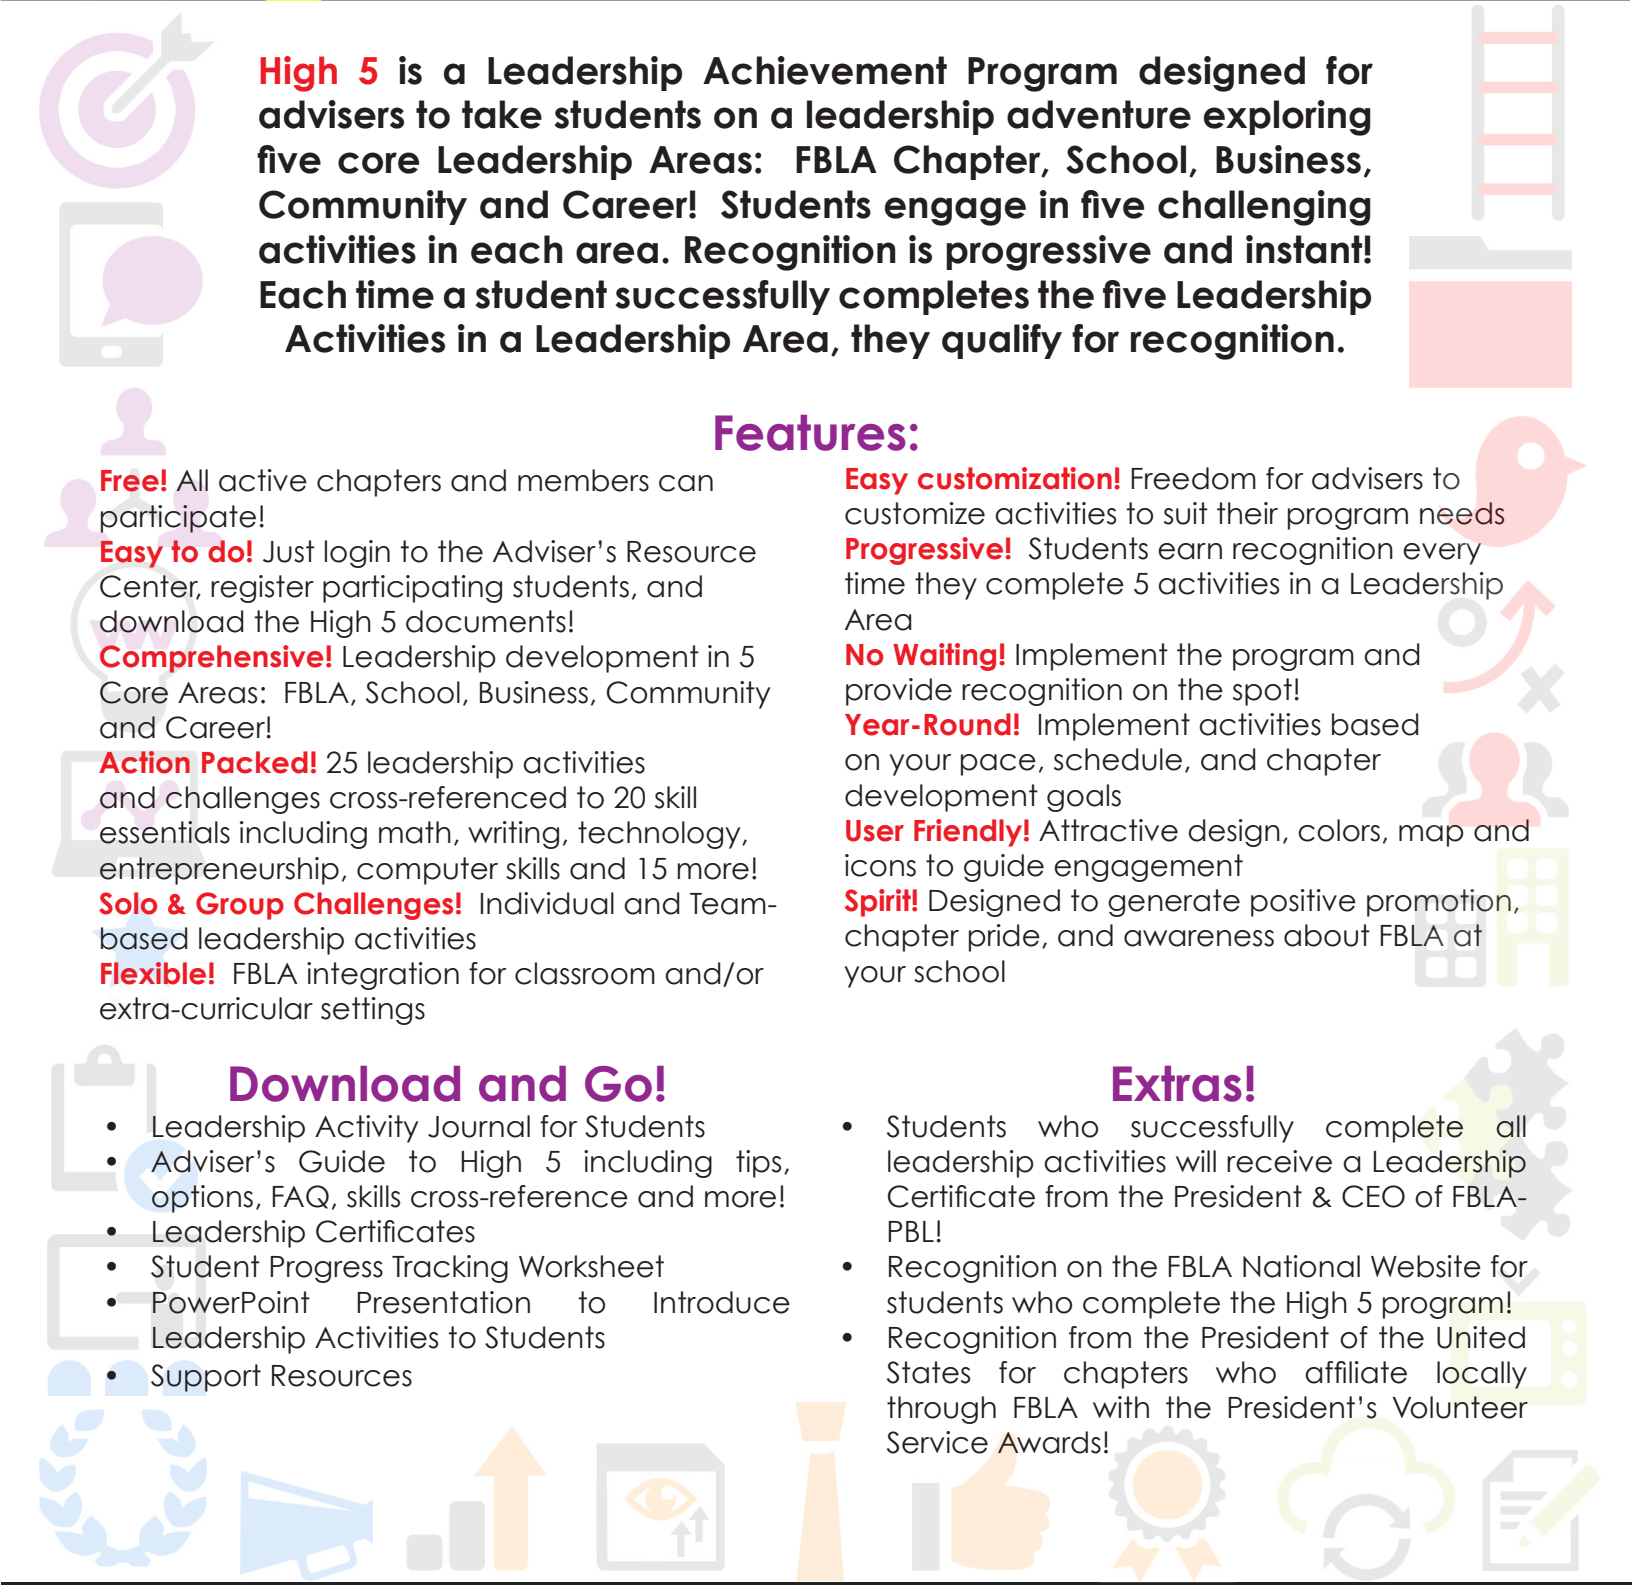 High 5 is a Leadership Achievement Program designed for
advisers to take students on a leadership adventure exploring
five core Leadership Areas: FBLA Chapter, School, Business,
Community and Career! Students engage in five challenging
activities in each area. Recognition is progressive and instant!
Each time a student successfully completes the five Leadership
Activities in a Leadership Area, they qualify for recognition.
Features:
Free! All active chapters and members can
participate!
Easy to do! Just login to the Adviser's Resource
Center, register participating students, and
download the High 5 documents!
Comprehensive! Leadership development in 5
Core Areas: FBLA, School, Business, Community
and Career!
Action Packed! 25 leadership activities
and challenges cross-referenced to 20 skill
essentials including math, writing, technology,
entrepreneurship, computer skills and 15 more!
Solo & Group Challenges! Individual and Team-
based leadership activities
Flexible! FBLA integration for classroom and/or
extra-curricular settings
Easy customization! Freedom for advisers to
customize activities to suit their program needs
Progressive! Students earn recognition every
time they complete 5 activities in a Leadership
Area
No Waiting! Implement the program and
provide recognition on the spot!
Year-Round! Implement activities based
on your pace, schedule, and chapter
development goals
User Friendly! Attractive design, colors, map and
icons to guide engagement
Spirit! Designed to generate positive promotion,
chapter pride, and awareness about FBLA at
your school
Download and Go!
• Leadership Activity Journal for Students
• Adviser's Guide to High 5 including tips,
options, FAQ, skills cross-reference and more!
• Leadership Certificates
• Student Progress Tracking Worksheet
• PowerPoint Presentation to Introduce
Leadership Activities to Students
• Support Resources
Extras!
• Students who successfully complete all
leadership activities will receive a Leadership
Certificate from the President & CEO of FBLA-
PBL!
• Recognition on the FBLA National Website for
students who complete the High 5 program!
• Recognition from the President of the United
States for chapters who affiliate locally
through FBLA with the President's Volunteer
Service Awards!